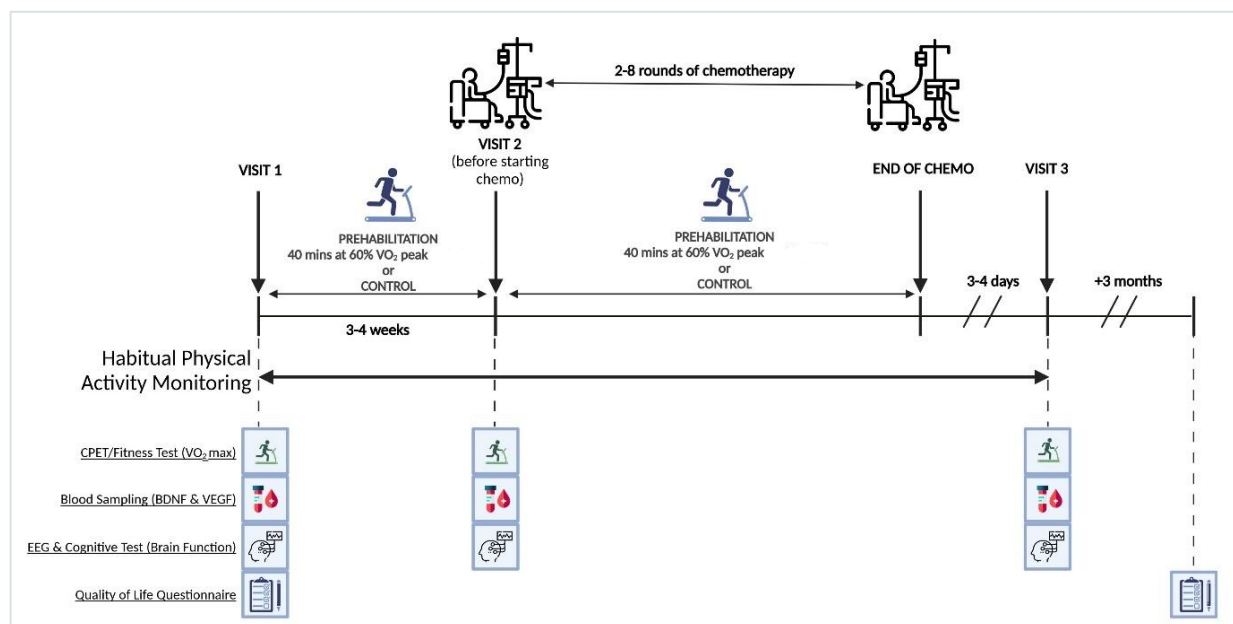 2-8 rounds of chemotherapy
VISIT 1
VISIT 2
(before starting
chemo)
END OF CHEMO
VISIT 3
PREHABILITATION
40 mins at 60% VO₂ peak
or
CONTROL
PREHABILITATION
40 mins at 60% VO₂ peak
or
CONTROL
3-4 weeks
3-4 days
+3 months
Habitual Physical
Activity Monitoring
CPET/Fitness Test (VO₂ max)
Blood Sampling (BDNF & VEGF)
EEG & Cognitive Test (Brain Function)
Quality of Life Questionnaire